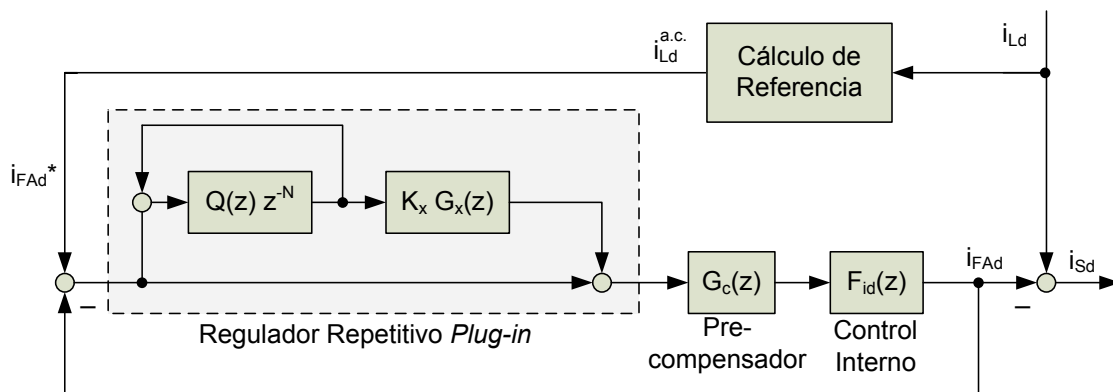 i_Ld^a.c.
Cálculo de
Referencia
i_Ld
i_FAd*
Q(z) z^-N
K_x G_x(z)
G_c(z)
F_id(z)
i_FAd
i_Sd
–
–
Regulador Repetitivo Plug-in
Pre-
compensador
Control
Interno